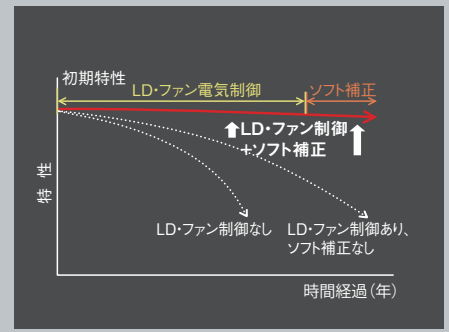 初期特性
LD・ファン電気制御
ソフト補正
LD・ファン制御
+ソフト補正
特性
LD・ファン制御なし
LD・ファン制御あり、
ソフト補正なし
時間経過(年)